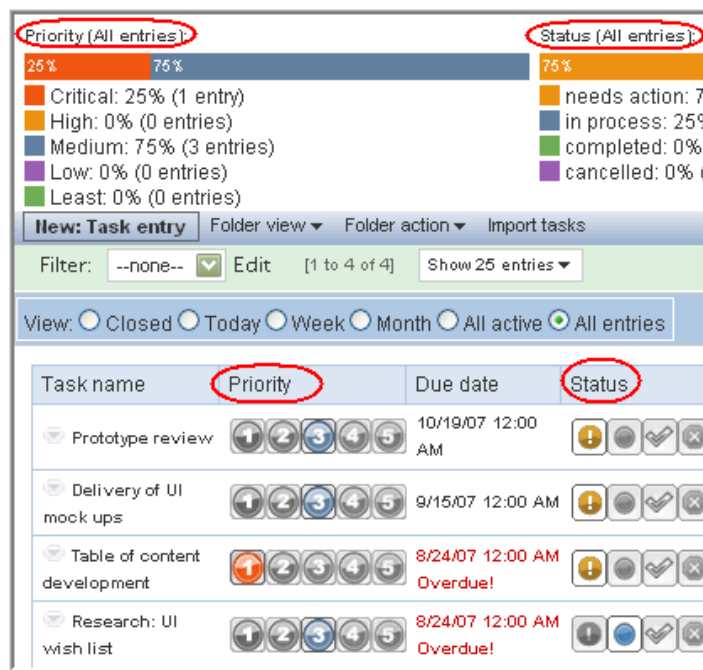 Priority (All entries):
Status (All entries):
25% 75%
75%
Critical: 25% (1 entry)
High: 0% (0 entries)
Medium: 75% (3 entries)
Low: 0% (0 entries)
Least: 0% (0 entries)
needs action: 7
in process: 25%
completed: 0%
cancelled: 0% (
New: Task entry Folder view Folder action Import tasks
Filter: --none-- Edit [1 to 4 of 4] Show 25 entries
View: Closed Today Week Month All active All entries
Task name Priority Due date Status
Prototype review 1 2 3 4 5 10/19/07 12:00
AM
Delivery of UI
mock ups 1 2 3 4 5 9/15/07 12:00 AM
Table of content
development 1 2 3 4 5 8/24/07 12:00 AM
Overdue!
Research: UI
wish list 1 2 3 4 5 8/24/07 12:00 AM
Overdue!